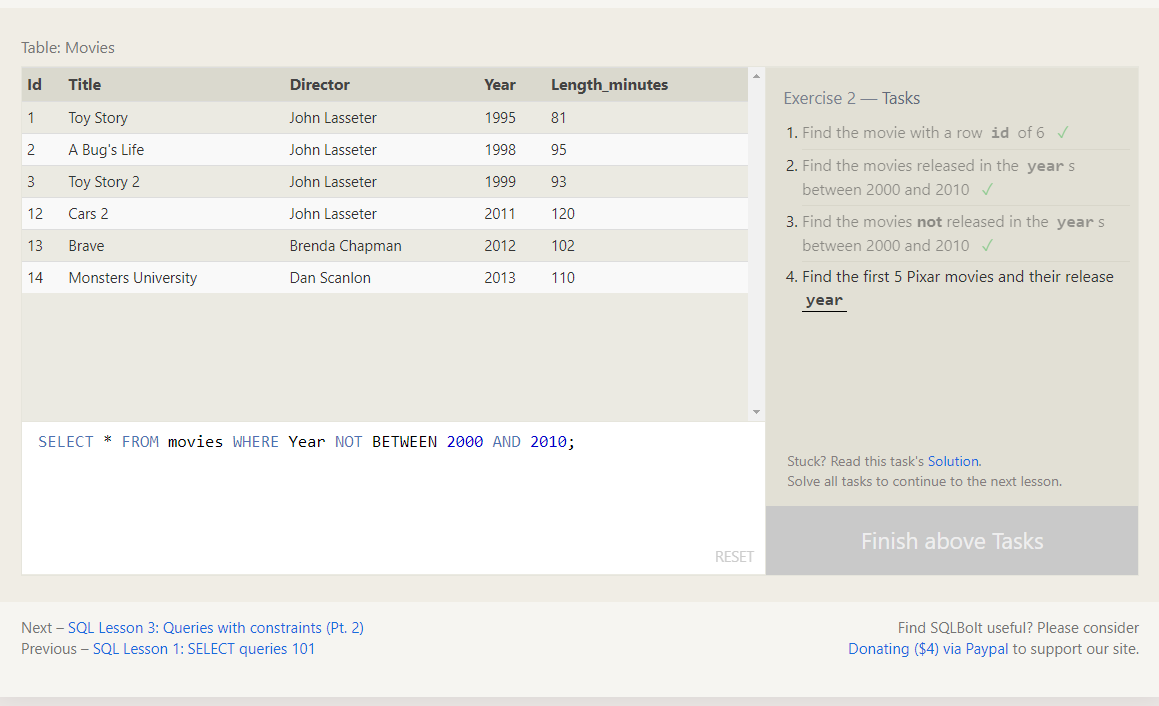 Table: Movies
Id Title Director Year Length_minutes
1 Toy Story John Lasseter 1995 81
2 A Bug's Life John Lasseter 1998 95
3 Toy Story 2 John Lasseter 1999 93
12 Cars 2 John Lasseter 2011 120
13 Brave Brenda Chapman 2012 102
14 Monsters University Dan Scanlon 2013 110
SELECT * FROM movies WHERE Year NOT BETWEEN 2000 AND 2010;
RESET
Exercise 2 — Tasks
1. Find the movie with a row id of 6 ✓
2. Find the movies released in the year s
between 2000 and 2010 ✓
3. Find the movies not released in the year s
between 2000 and 2010 ✓
4. Find the first 5 Pixar movies and their release
year
Stuck? Read this task's Solution.
Solve all tasks to continue to the next lesson.
Finish above Tasks
Next – SQL Lesson 3: Queries with constraints (Pt. 2)
Previous – SQL Lesson 1: SELECT queries 101
Find SQLBolt useful? Please consider
Donating ($4) via Paypal to support our site.